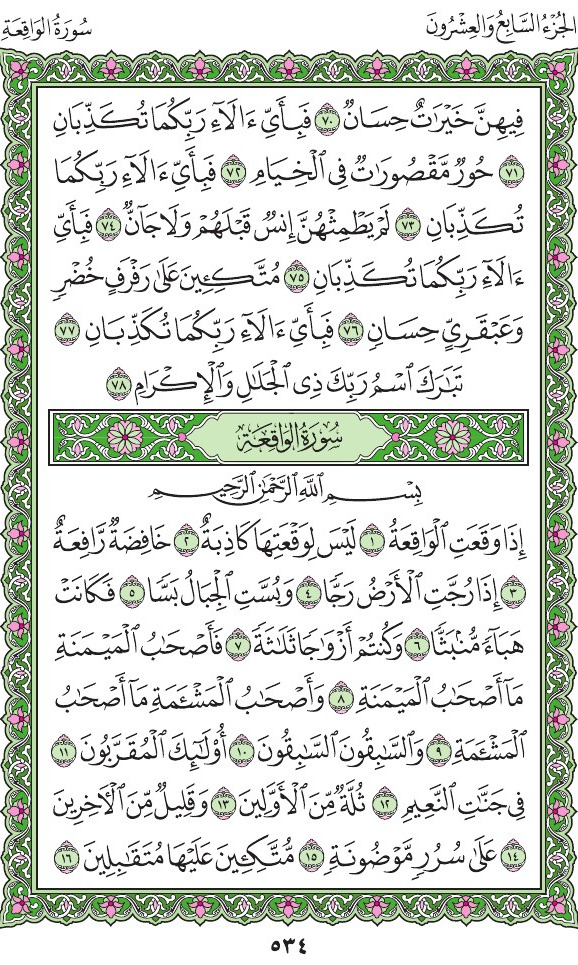 سُورَةُ الوَاقِعَةِ
الجُزْءُ السَّابِعُ وَالعِشْرُونَ
فِيهِنَّ خَيْرَٰتٌ حِسَانٌ ٧٠ فَبِأَيِّ ءَالَآءِ رَبِّكُمَا تُكَذِّبَانِ
٧١ حُورٌ مَّقْصُورَٰتٌ فِي الْخِيَامِ ٧٢ فَبِأَيِّ ءَالَآءِ رَبِّكُمَا
تُكَذِّبَانِ ٧٣ لَمْ يَطْمِثْهُنَّ إِنسٌ قَبْلَهُمْ وَلَا جَآنٌّ ٧٤ فَبِأَيِّ
ءَالَآءِ رَبِّكُمَا تُكَذِّبَانِ ٧٥ مُتَّكِـِٔينَ عَلَىٰ رَفْرَفٍ خُضْرٍ
وَعَبْقَرِيٍّ حِسَانٍ ٧٦ فَبِأَيِّ ءَالَآءِ رَبِّكُمَا تُكَذِّبَانِ ٧٧
تَبَٰرَكَ ٱسْمُ رَبِّكَ ذِي ٱلْجَلَٰلِ وَٱلْإِكْرَامِ ٧٨
سُورَةُ الوَاقِعَةِ
بِسْمِ ٱللَّهِ ٱلرَّحْمَٰنِ ٱلرَّحِيمِ
إِذَا وَقَعَتِ ٱلْوَاقِعَةُ ١ لَيْسَ لِوَقْعَتِهَا كَاذِبَةٌ ٢ خَافِضَةٌ رَّافِعَةٌ
٣ إِذَا رُجَّتِ ٱلْأَرْضُ رَجًّا ٤ وَبُسَّتِ ٱلْجِبَالُ بَسًّا ٥ فَكَانَتْ
هَبَآءً مُّنۢبَثًّا ٦ وَكُنتُمْ أَزْوَٰجًا ثَلَٰثَةً ٧ فَأَصْحَٰبُ ٱلْمَيْمَنَةِ
مَآ أَصْحَٰبُ ٱلْمَيْمَنَةِ ٨ وَأَصْحَٰبُ ٱلْمَشْـَٔمَةِ مَآ أَصْحَٰبُ
ٱلْمَشْـَٔمَةِ ٩ وَٱلسَّٰبِقُونَ ٱلسَّٰبِقُونَ ١٠ أُو۟لَٰٓئِكَ ٱلْمُقَرَّبُونَ ١١
فِي جَنَّٰتِ ٱلنَّعِيمِ ١٢ ثُلَّةٌ مِّنَ ٱلْأَوَّلِينَ ١٣ وَقَلِيلٌ مِّنَ ٱلْـَٔاخِرِينَ
١٤ عَلَىٰ سُرُرٍ مَّوْضُونَةٍ ١٥ مُّتَّكِـِٔينَ عَلَيْهَا مُتَقَٰبِلِينَ ١٦
٥٣٤